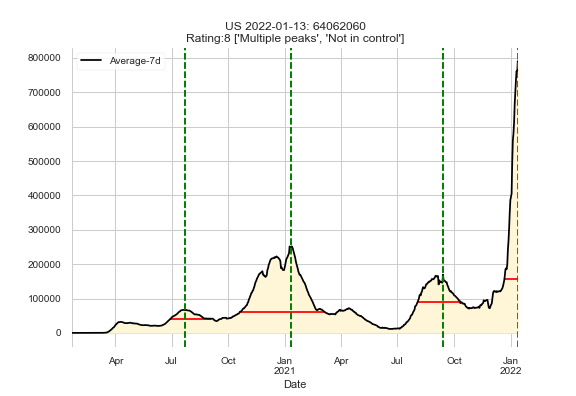 US 2022-01-13: 64062060
Rating:8 ['Multiple peaks', 'Not in control']
Average-7d
800000
700000
600000
500000
400000
300000
200000
100000
0
Apr Jul Oct Jan Apr Jul Oct Jan
2021 2022
Date